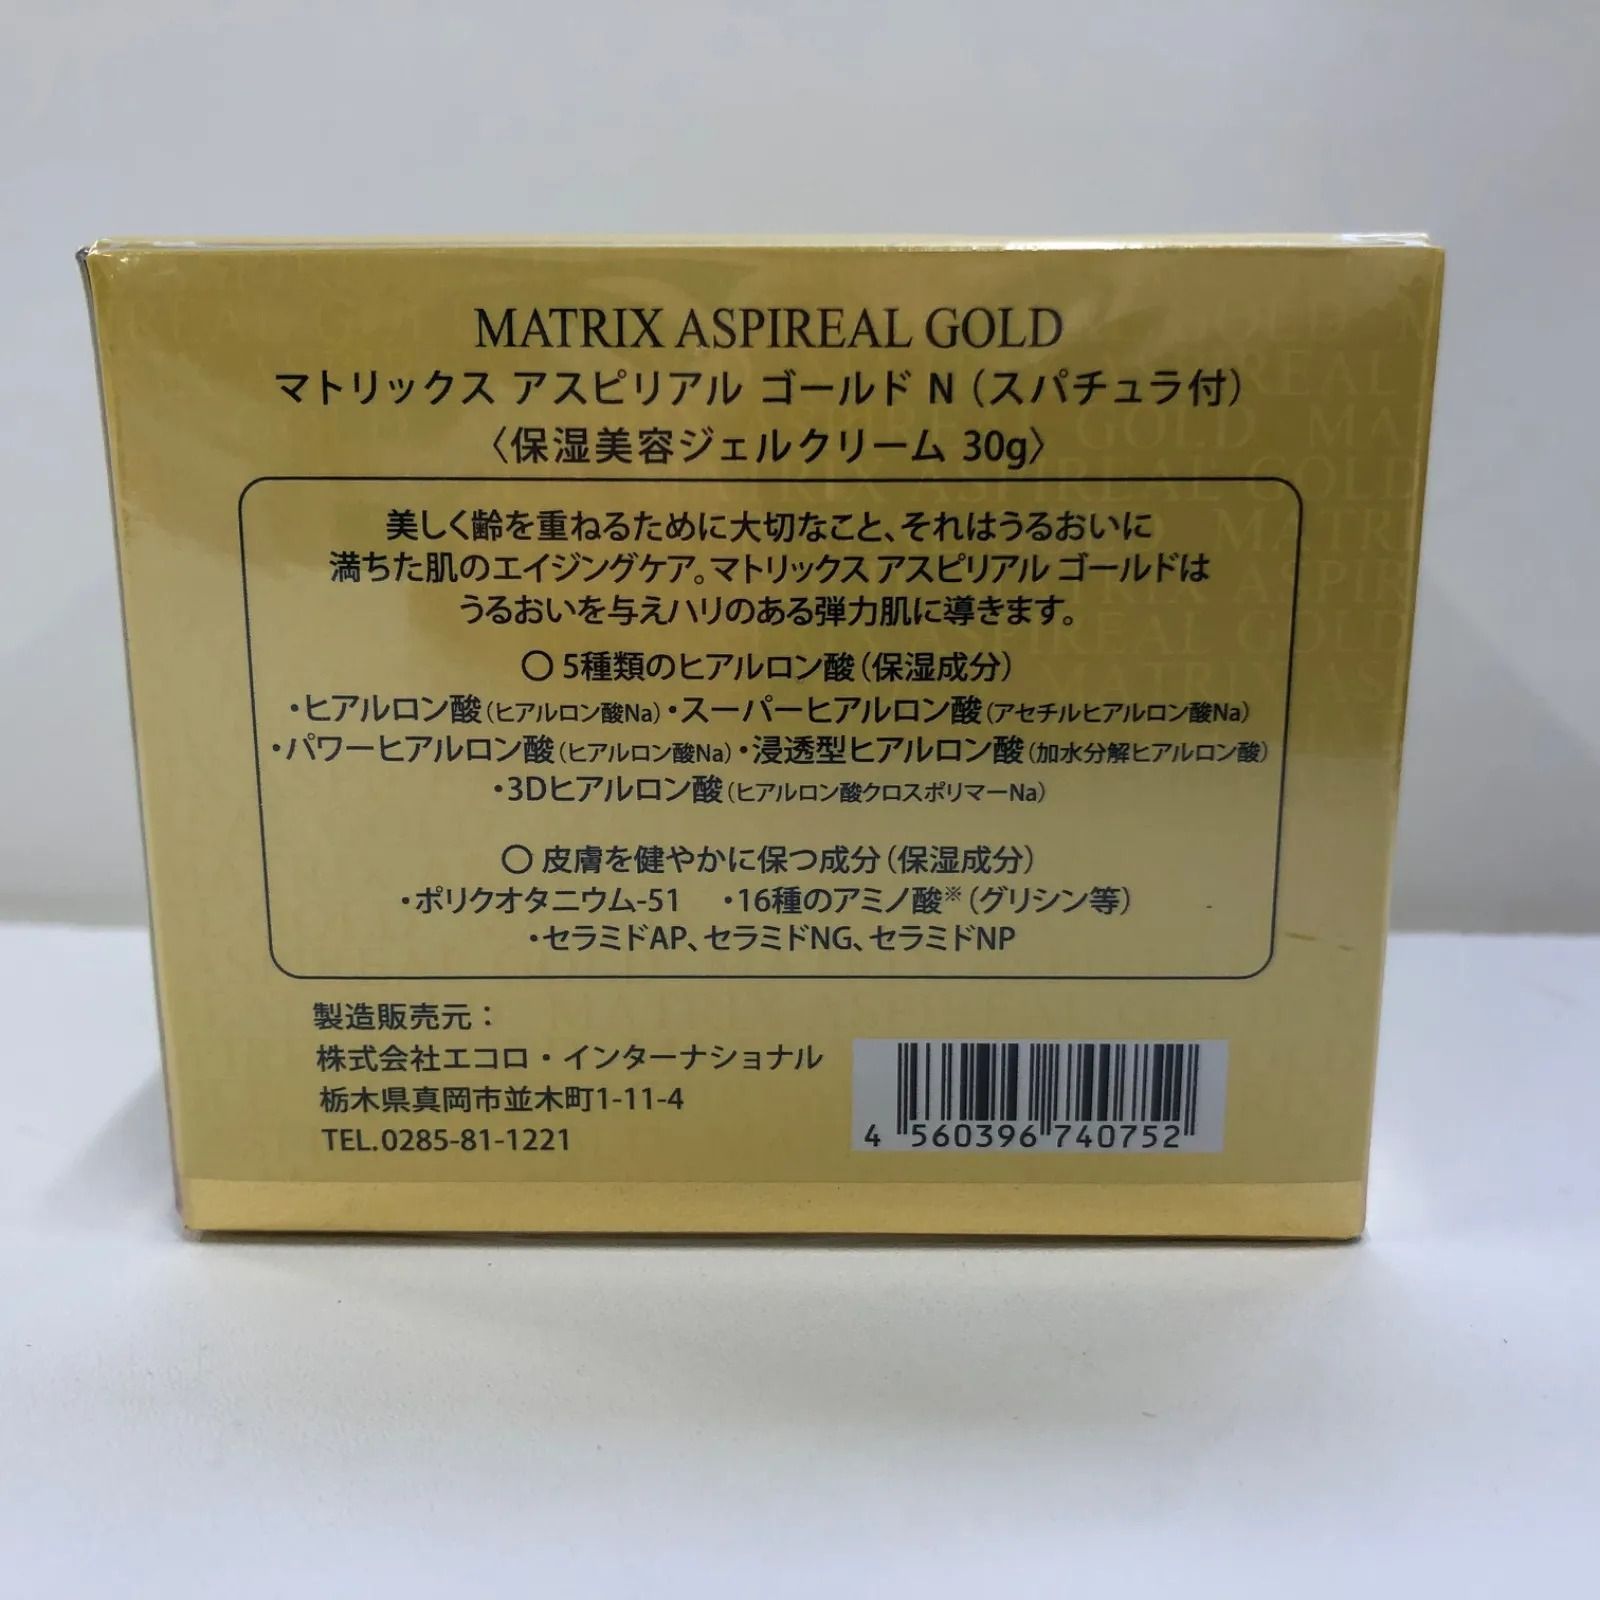 MATRIX ASPIREAL GOLD
マトリックス アスピリアル ゴールド N（スパチュラ付）
〈保湿美容ジェルクリーム 30g〉
美しく齢を重ねるために大切なこと、それはうるおいに
満ちた肌のエイジングケア。マトリックス アスピリアル ゴールドは
うるおいを与えハリのある弾力肌に導きます。
〇 5種類のヒアルロン酸（保湿成分）
・ヒアルロン酸（ヒアルロン酸Na）・スーパーヒアルロン酸（アセチルヒアルロン酸Na）
・パワーヒアルロン酸（ヒアルロン酸Na）・浸透型ヒアルロン酸（加水分解ヒアルロン酸）
・3Dヒアルロン酸（ヒアルロン酸クロスポリマーNa）
〇 皮膚を健やかに保つ成分（保湿成分）
・ポリクオタニウム-51 ・16種のアミノ酸※（グリシン等）
・セラミドAP、セラミドNG、セラミドNP
製造販売元：
株式会社エコロ・インターナショナル
栃木県真岡市並木町1-11-4
TEL.0285-81-1221
4 560396 740752